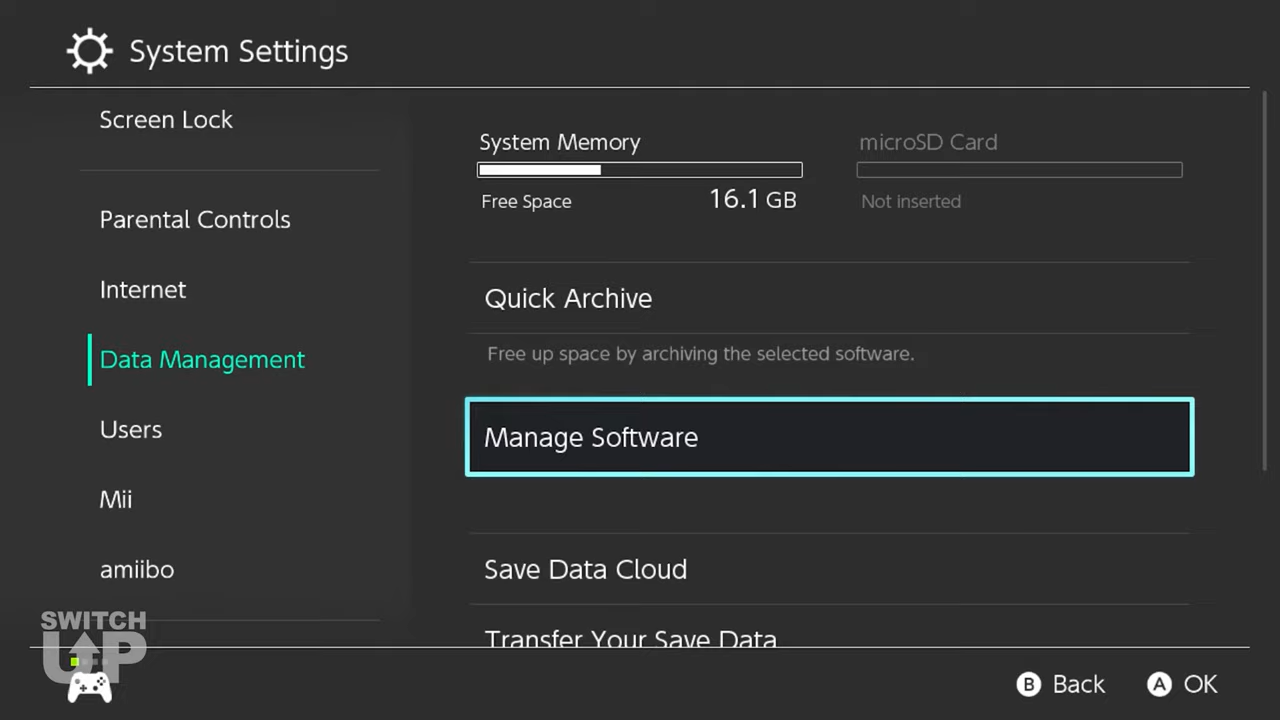 System Settings
Screen Lock
Parental Controls
Internet
Data Management
Users
Mii
amiibo
System Memory
Free Space 16.1 GB
microSD Card
Not inserted
Quick Archive
Free up space by archiving the selected software.
Manage Software
Save Data Cloud
Transfer Your Save Data
SWITCH
UP
B Back
A OK